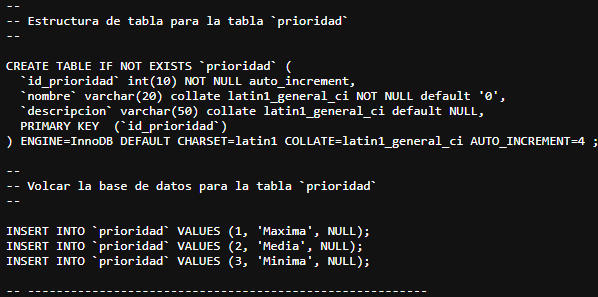 --
-- Estructura de tabla para la tabla `prioridad`
--
CREATE TABLE IF NOT EXISTS `prioridad` (
  `id_prioridad` int(10) NOT NULL auto_increment,
  `nombre` varchar(20) collate latin1_general_ci NOT NULL default '0',
  `descripcion` varchar(50) collate latin1_general_ci default NULL,
  PRIMARY KEY  (`id_prioridad`)
) ENGINE=InnoDB DEFAULT CHARSET=latin1 COLLATE=latin1_general_ci AUTO_INCREMENT=4 ;
--
-- Volcar la base de datos para la tabla `prioridad`
--
INSERT INTO `prioridad` VALUES (1, 'Maxima', NULL);
INSERT INTO `prioridad` VALUES (2, 'Media', NULL);
INSERT INTO `prioridad` VALUES (3, 'Minima', NULL);
-- --------------------------------------------------------